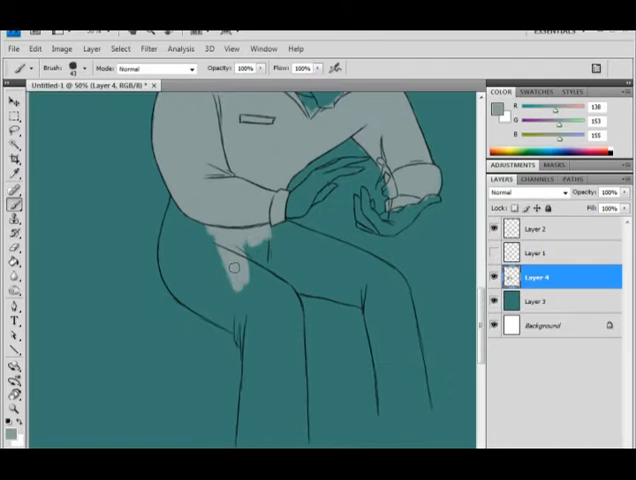 ESSENTIALS
File Edit Image Layer Select Filter Analysis 3D View Window Help
Brush: 43 Mode: Normal Opacity: 100% Flow: 100%
Untitled-1 @ 50% (Layer 4, RGB/8) *
COLOR SWATCHES STYLES
R 138
G 153
B 155
ADJUSTMENTS MASKS
LAYERS CHANNELS PATHS
Normal Opacity: 100%
Lock: Fill: 100%
Layer 2
Layer 1
Layer 4
Layer 3
Background